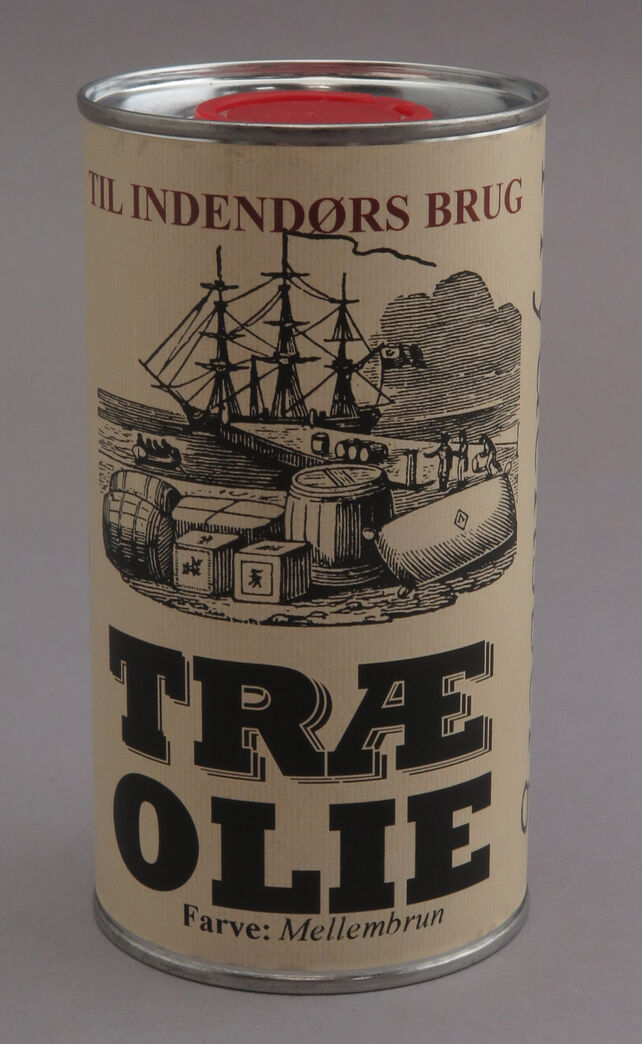 TIL INDENDØRS BRUG
TRÆ
OLIE
Farve: Mellembrun